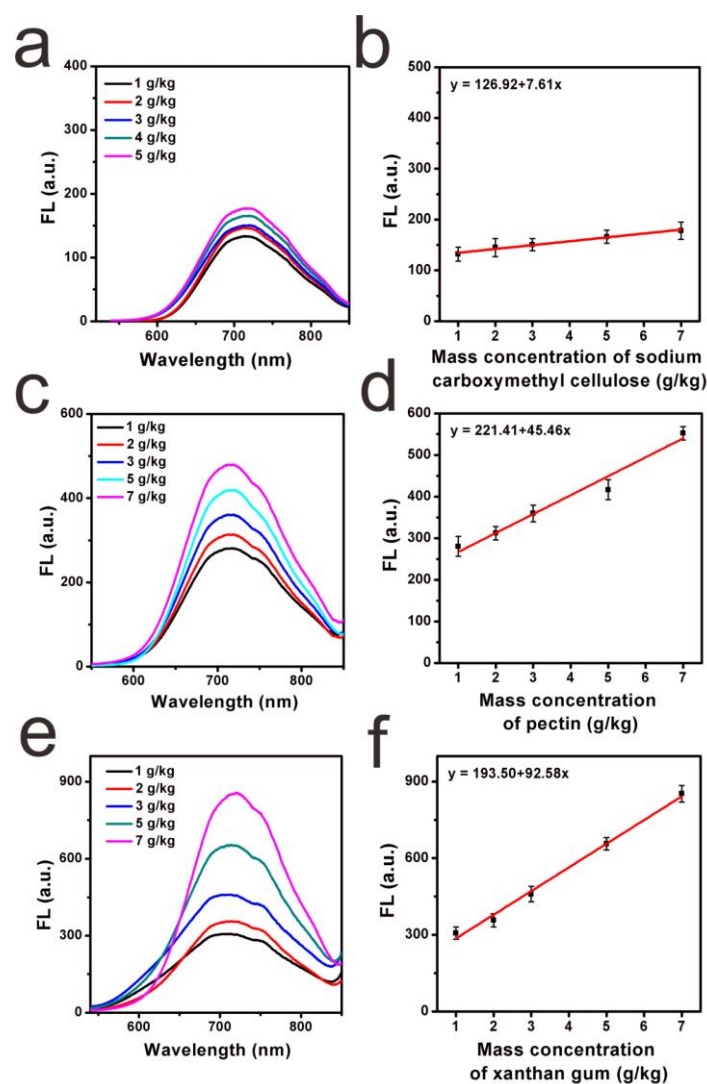 a
400
300
200
100
0
FL (a.u.)
1 g/kg
2 g/kg
3 g/kg
4 g/kg
5 g/kg
600 700 800
Wavelength (nm)
b
500
400
300
200
100
0
FL (a.u.)
y = 126.92+7.61x
1 2 3 4 5 6 7
Mass concentration of sodium
carboxymethyl cellulose (g/kg)
c
600
400
200
0
FL (a.u.)
1 g/kg
2 g/kg
3 g/kg
5 g/kg
7 g/kg
600 700 800
Wavelength (nm)
d
600
500
400
300
200
100
0
FL (a.u.)
y = 221.41+45.46x
1 2 3 4 5 6 7
Mass concentration
of pectin (g/kg)
e
900
600
300
0
FL (a.u.)
1 g/kg
2 g/kg
3 g/kg
5 g/kg
7 g/kg
600 700 800
Wavelength (nm)
f
900
600
300
0
FL (a.u.)
y = 193.50+92.58x
1 2 3 4 5 6 7
Mass concentration
of xanthan gum (g/kg)